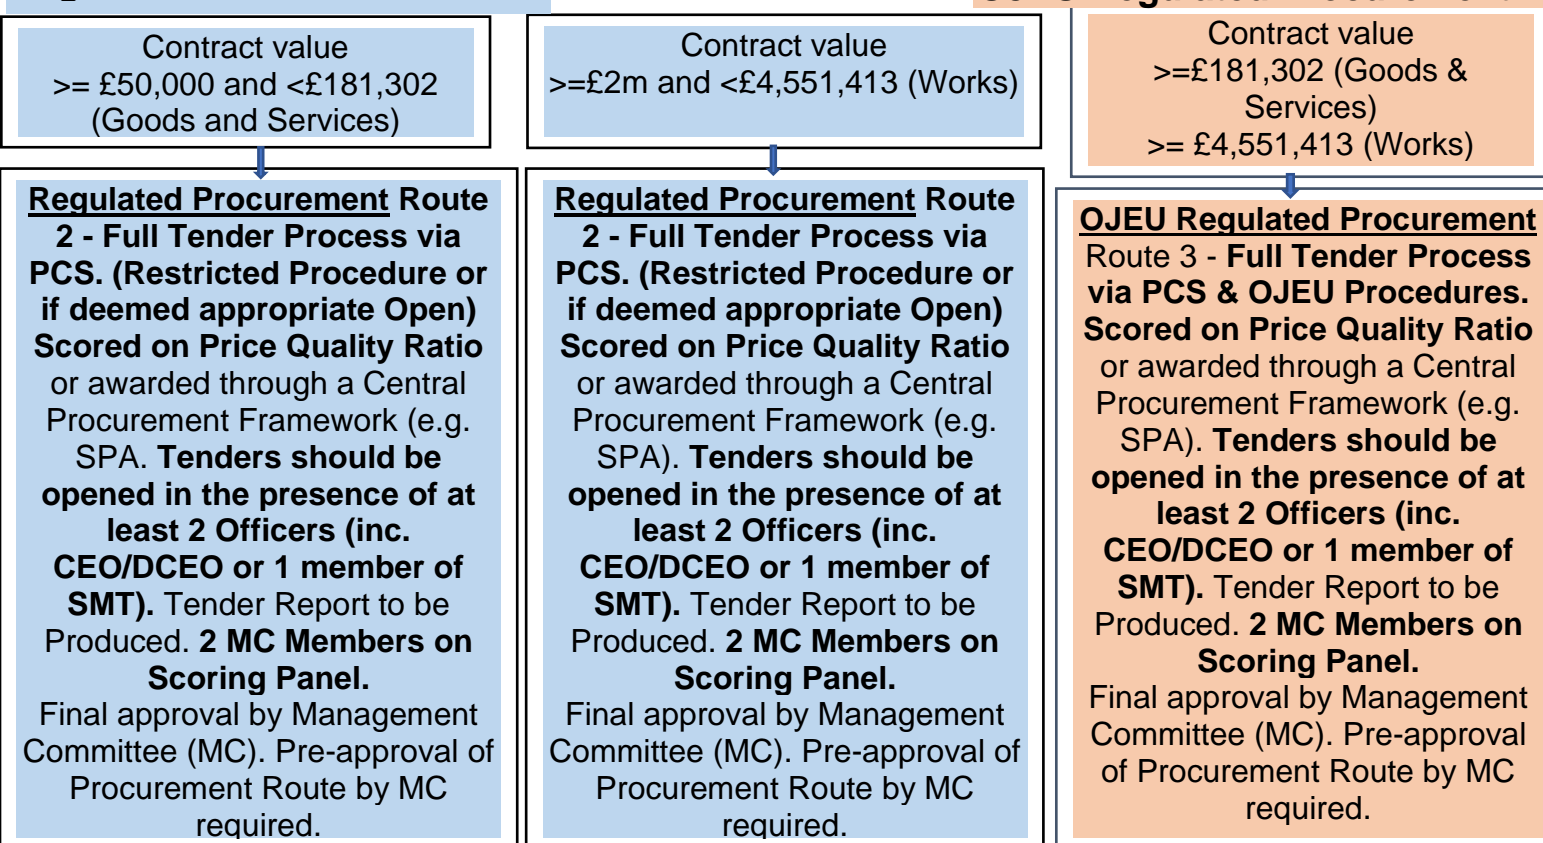 Contract value
>= £50,000 and <£181,302
(Goods and Services)
Regulated Procurement Route
2 - Full Tender Process via
PCS. (Restricted Procedure or
if deemed appropriate Open)
Scored on Price Quality Ratio
or awarded through a Central
Procurement Framework (e.g.
SPA. Tenders should be
opened in the presence of at
least 2 Officers (inc.
CEO/DCEO or 1 member of
SMT). Tender Report to be
Produced. 2 MC Members on
Scoring Panel.
Final approval by Management
Committee (MC). Pre-approval of
Procurement Route by MC
required.
Contract value
>=£2m and <£4,551,413 (Works)
Regulated Procurement Route
2 - Full Tender Process via
PCS. (Restricted Procedure or
if deemed appropriate Open)
Scored on Price Quality Ratio
or awarded through a Central
Procurement Framework (e.g.
SPA). Tenders should be
opened in the presence of at
least 2 Officers (inc.
CEO/DCEO or 1 member of
SMT). Tender Report to be
Produced. 2 MC Members on
Scoring Panel.
Final approval by Management
Committee (MC). Pre-approval of
Procurement Route by MC
required.
Contract value
>=£181,302 (Goods &
Services)
>= £4,551,413 (Works)
OJEU Regulated Procurement
Route 3 - Full Tender Process
via PCS & OJEU Procedures.
Scored on Price Quality Ratio
or awarded through a Central
Procurement Framework (e.g.
SPA). Tenders should be
opened in the presence of at
least 2 Officers (inc.
CEO/DCEO or 1 member of
SMT). Tender Report to be
Produced. 2 MC Members on
Scoring Panel.
Final approval by Management
Committee (MC). Pre-approval
of Procurement Route by MC
required.